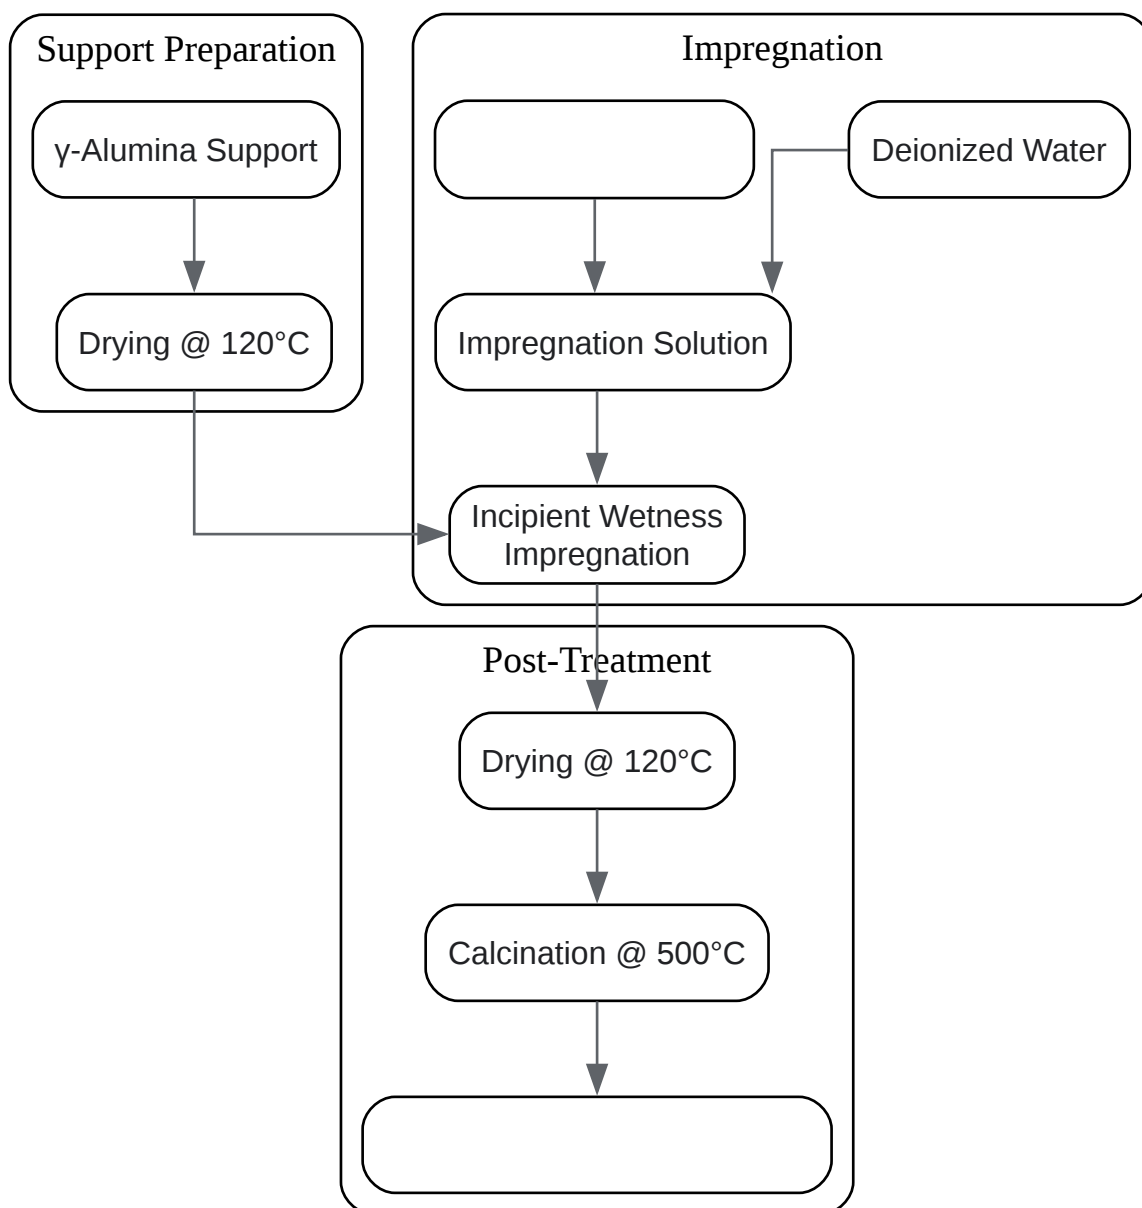 Support Preparation
γ-Alumina Support
Drying @ 120°C
Impregnation
Deionized Water
Impregnation Solution
Incipient Wetness
Impregnation
Post-Treatment
Drying @ 120°C
Calcination @ 500°C